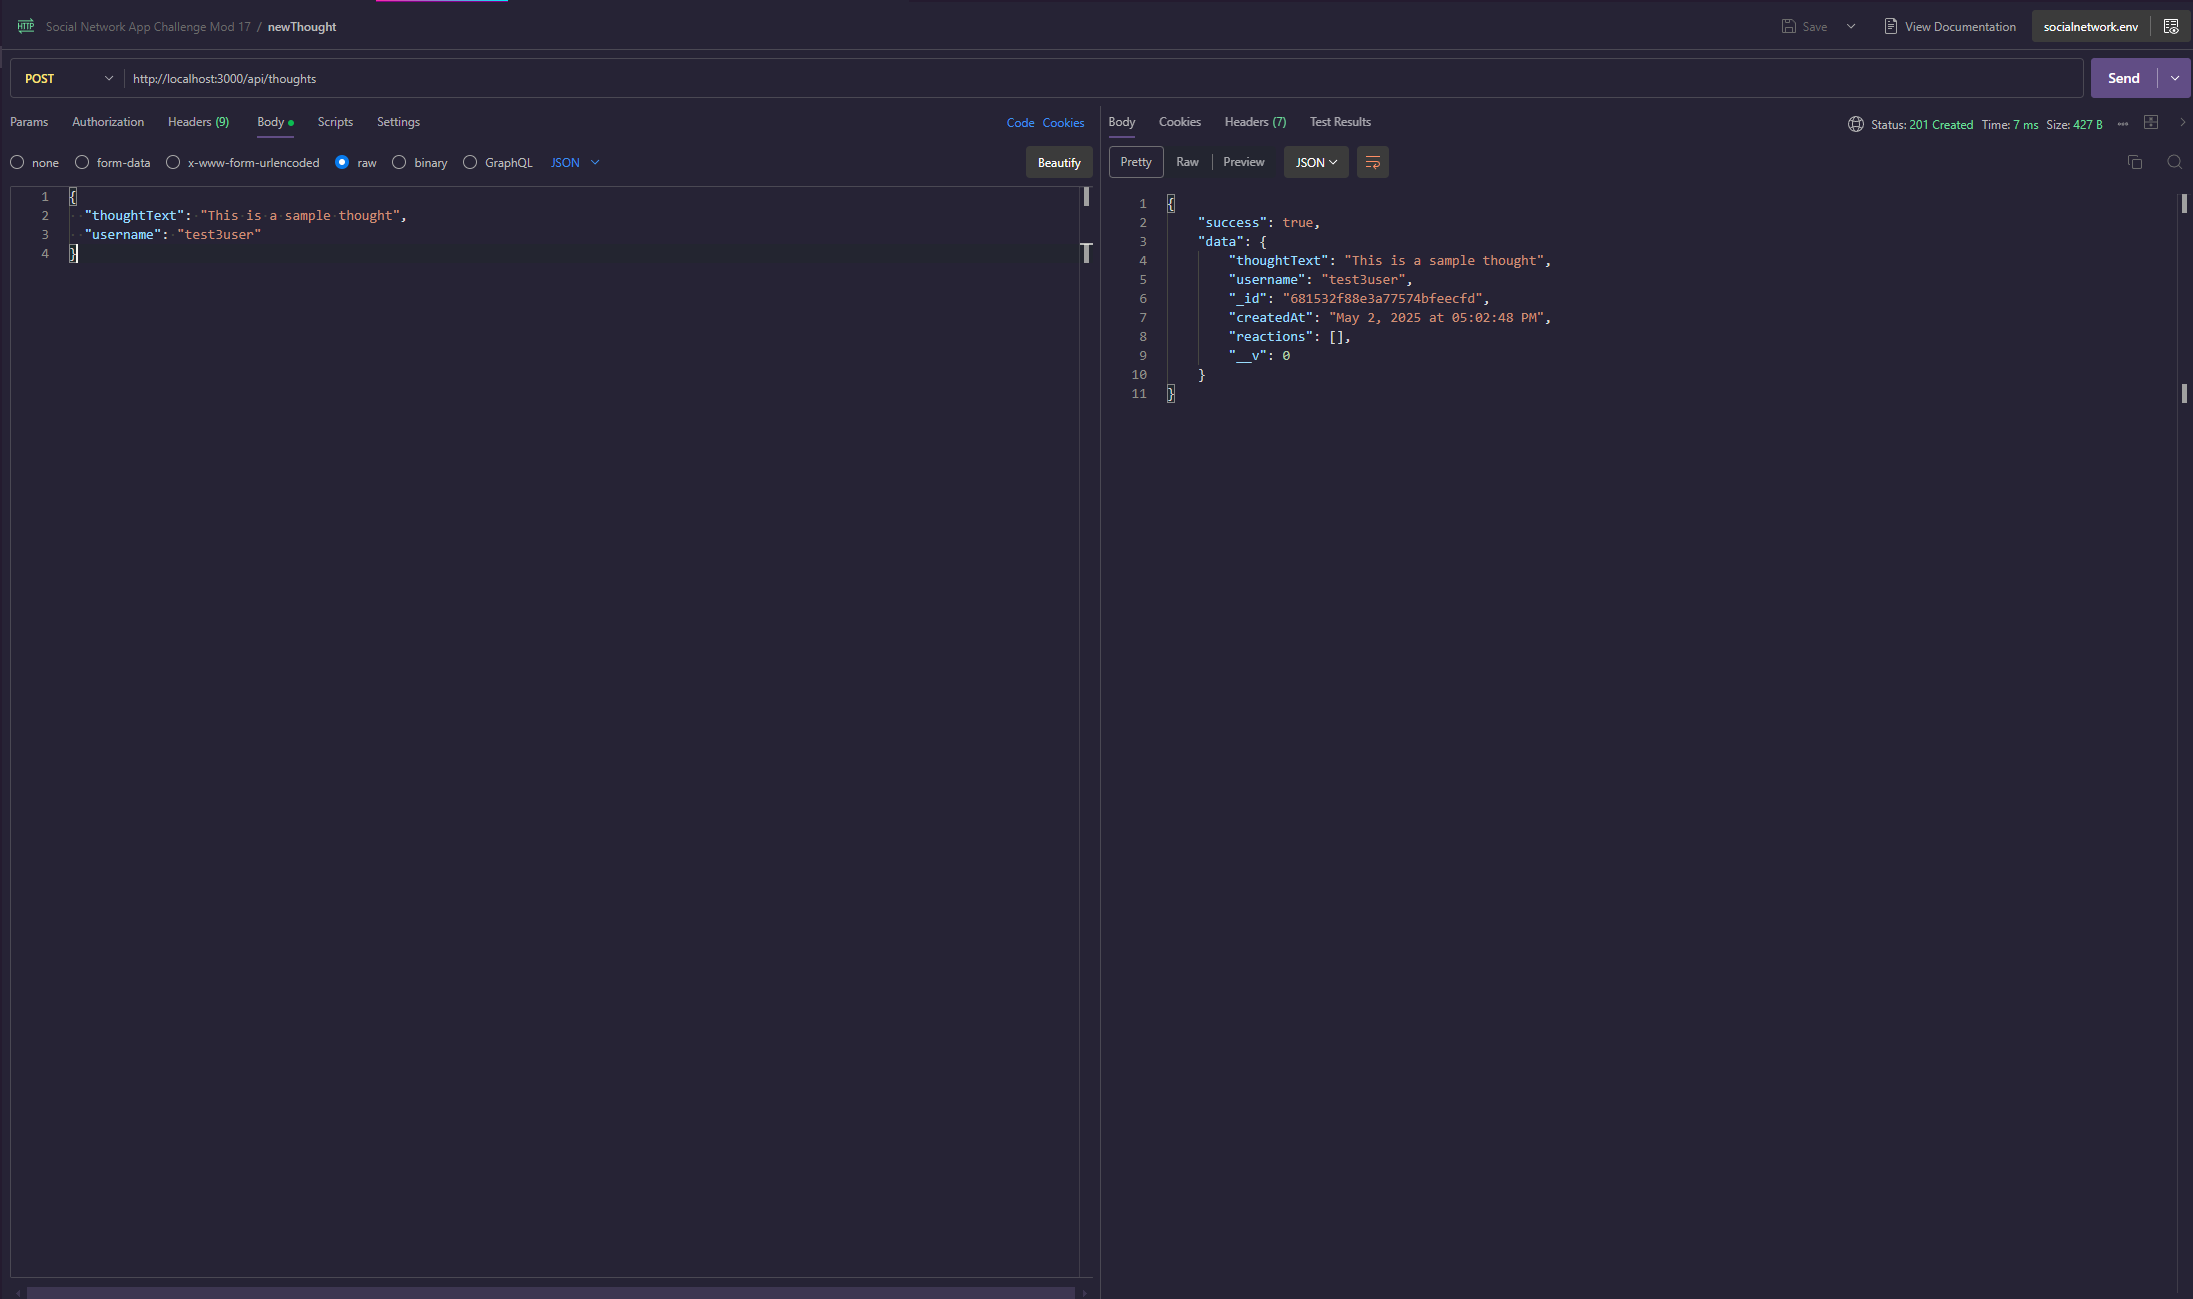 HTTP Social Network App Challenge Mod 17 / newThought Save View Documentation socialnetwork.env
POST http://localhost:3000/api/thoughts Send
Params Authorization Headers (9) Body Scripts Settings Code Cookies
none form-data x-www-form-urlencoded raw binary GraphQL JSON Beautify
1 {
2 "thoughtText": "This is a sample thought",
3 "username": "test3user"
4 }
Body Cookies Headers (7) Test Results Status: 201 Created Time: 7 ms Size: 427 B
Pretty Raw Preview JSON
1 {
2 "success": true,
3 "data": {
4 "thoughtText": "This is a sample thought",
5 "username": "test3user",
6 "_id": "681532f88e3a77574bfeecfd",
7 "createdAt": "May 2, 2025 at 05:02:48 PM",
8 "reactions": [],
9 "__v": 0
10 }
11 }